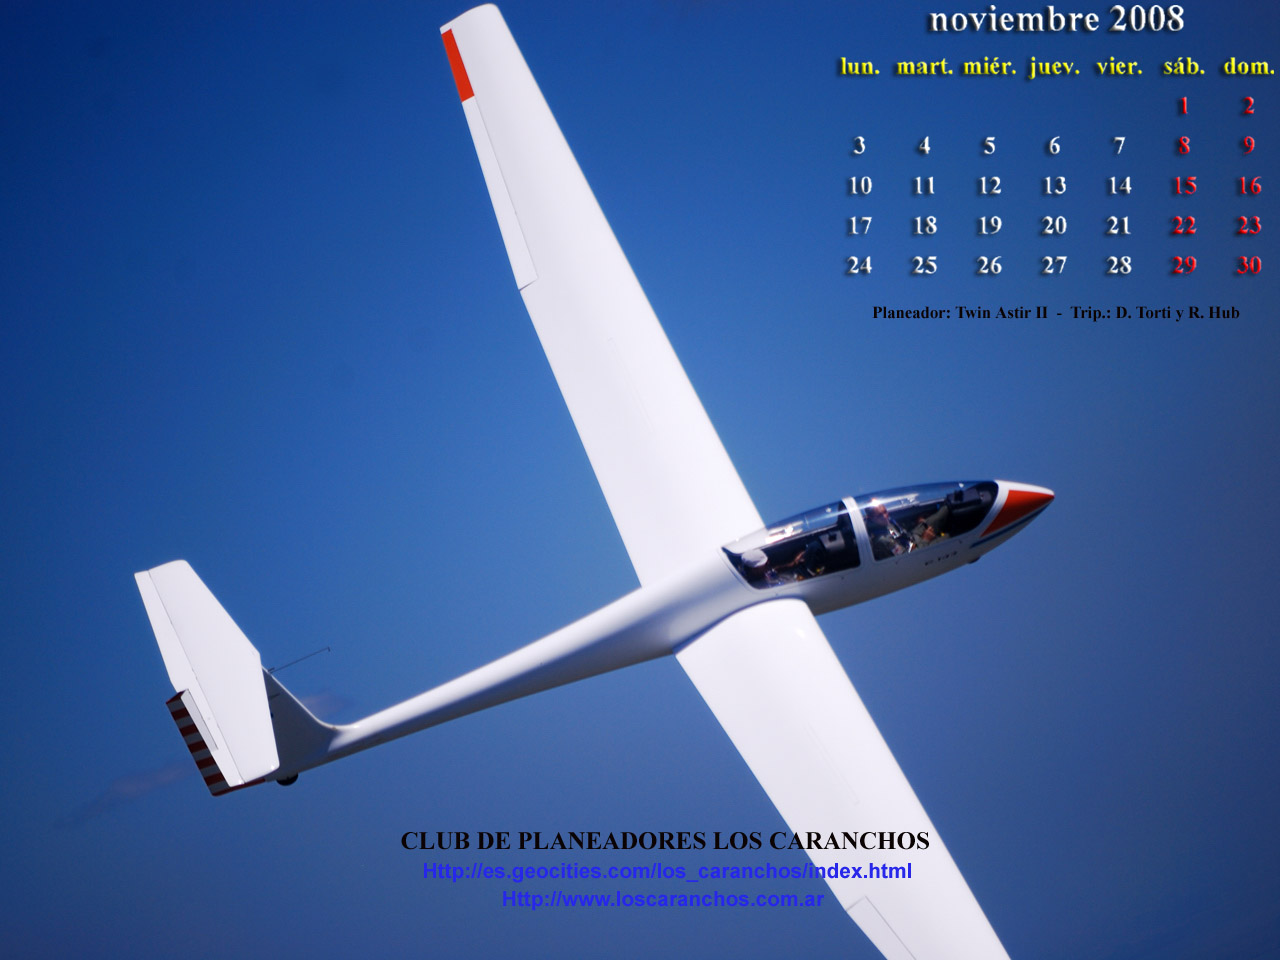 noviembre 2008
lun. mart. miér. juev. vier. sáb. dom.
1 2
3 4 5 6 7 8 9
10 11 12 13 14 15 16
17 18 19 20 21 22 23
24 25 26 27 28 29 30
Planeador: Twin Astir II - Trip.: D. Torti y R. Hub
CLUB DE PLANEADORES LOS CARANCHOS
Http://es.geocities.com/los_caranchos/index.html
Http://www.loscaranchos.com.ar